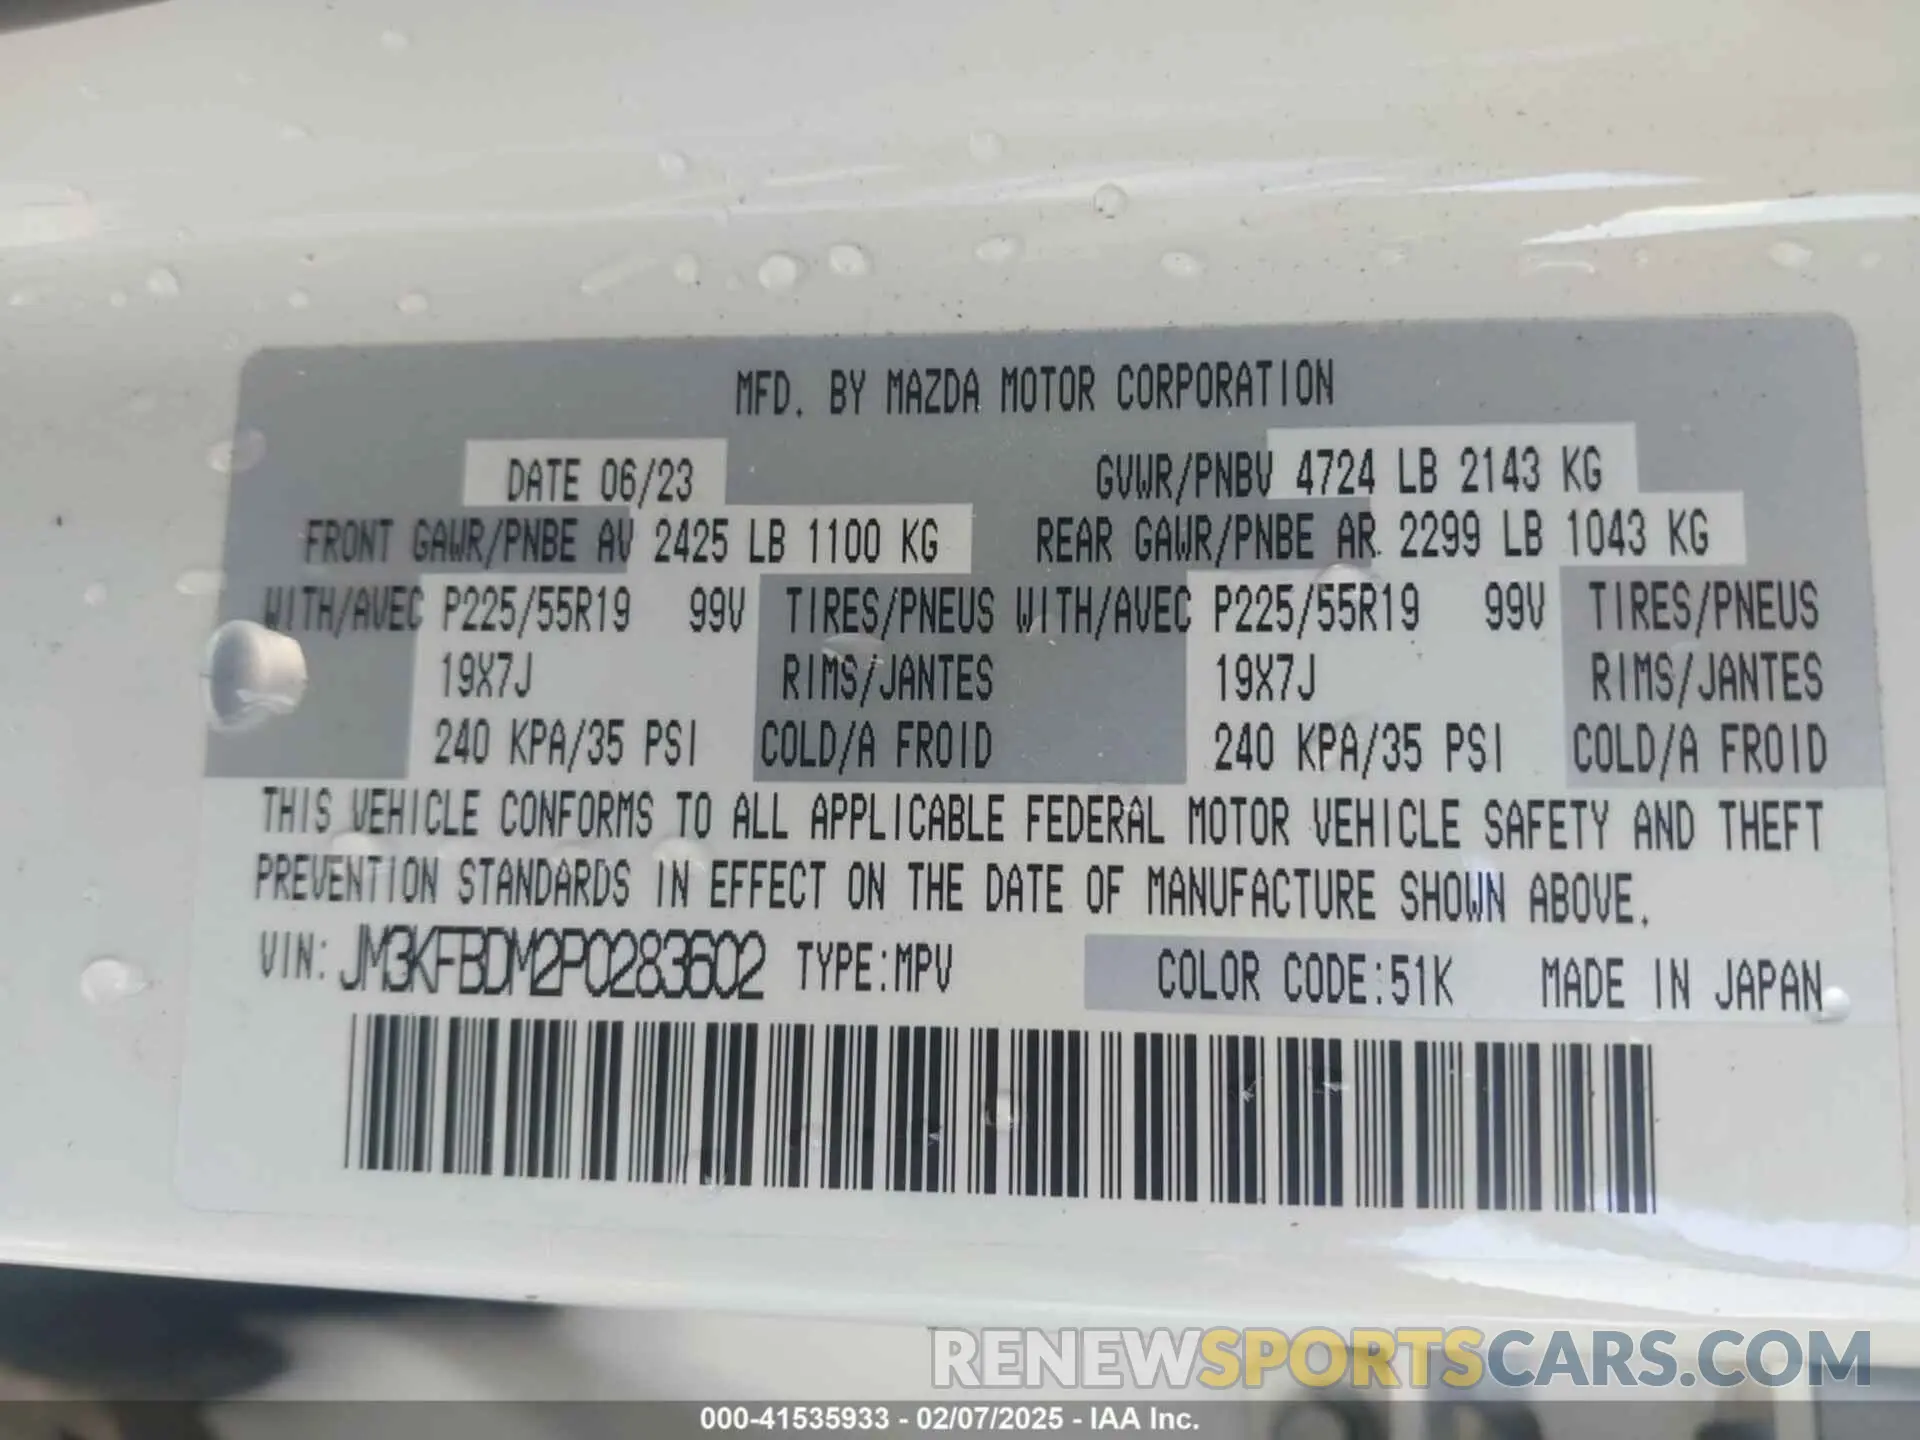 MFD. BY MAZDA MOTOR CORPORATION
DATE 06/23 GVWR/PNBV 4724 LB 2143 KG
FRONT GAWR/PNBE AV 2425 LB 1100 KG REAR GAWR/PNBE AR 2299 LB 1043 KG
WITH/AVEC P225/55R19 99V TIRES/PNEUS WITH/AVEC P225/55R19 99V TIRES/PNEUS
19X7J RIMS/JANTES 19X7J RIMS/JANTES
240 KPA/35 PSI COLD/A FROID 240 KPA/35 PSI COLD/A FROID
THIS VEHICLE CONFORMS TO ALL APPLICABLE FEDERAL MOTOR VEHICLE SAFETY AND THEFT
PREVENTION STANDARDS IN EFFECT ON THE DATE OF MANUFACTURE SHOWN ABOVE.
VIN: JM3KFBDM2P0283602 TYPE:MPV COLOR CODE:51K MADE IN JAPAN
RENEWSPORTSCARS.COM
000-41535933 - 02/07/2025 - IAA Inc.